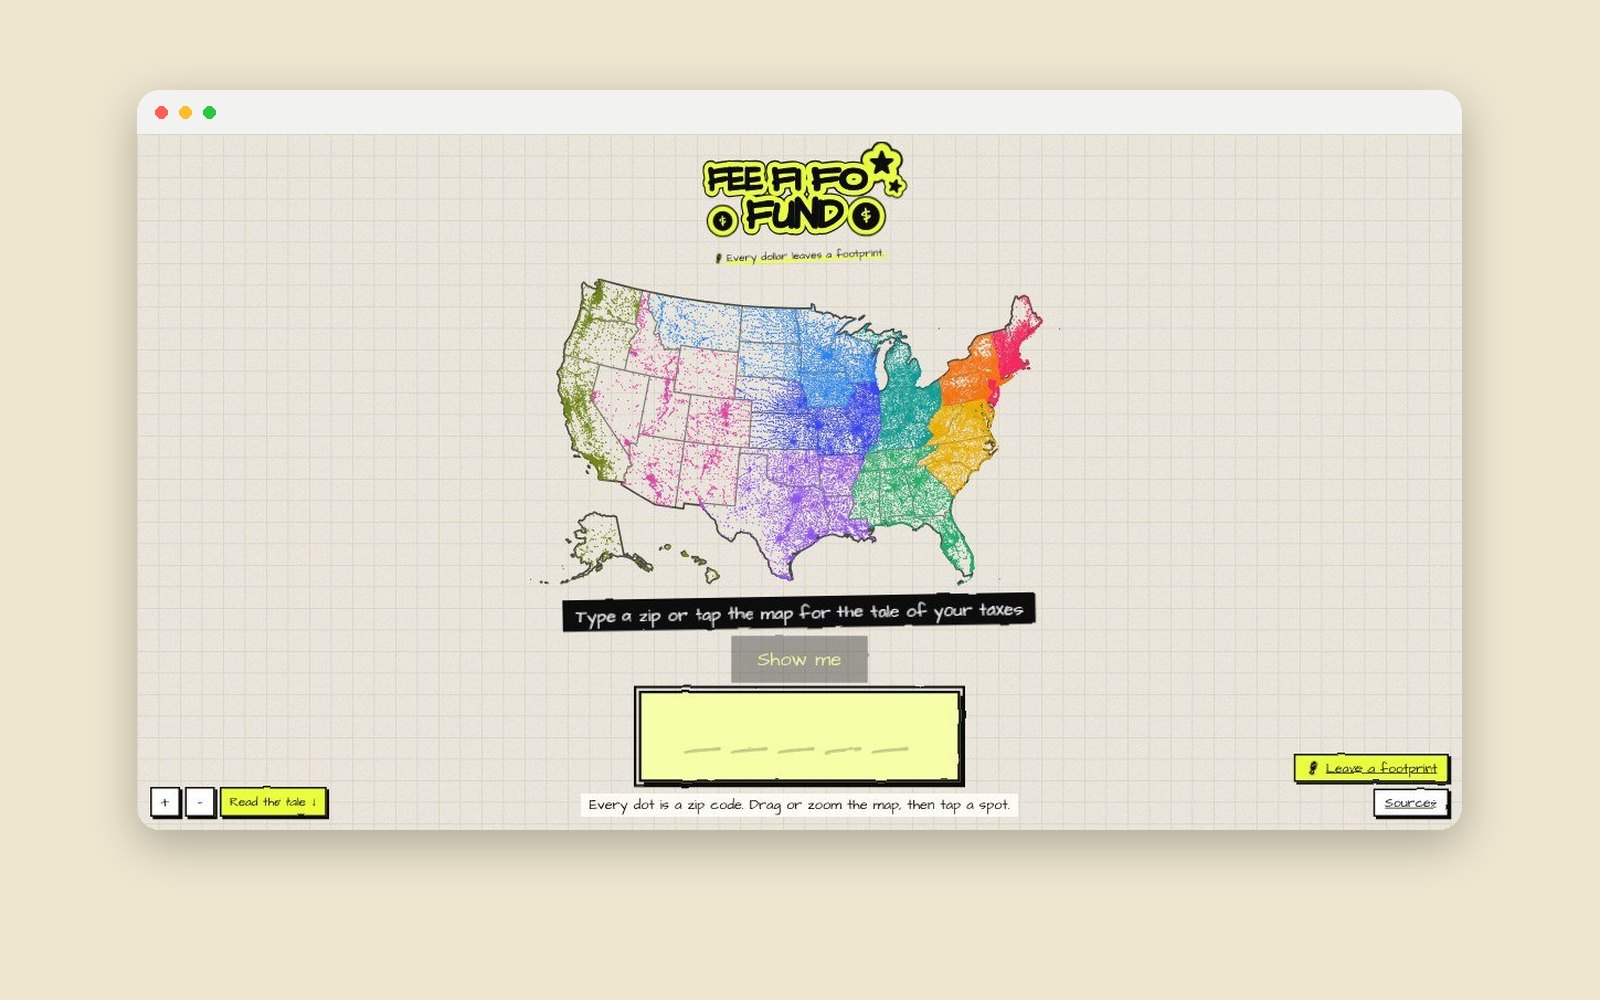 FEE FI FO
FUND
Every dollar leaves a footprint.
Type a zip or tap the map for the tale of your taxes
Show me
Every dot is a zip code. Drag or zoom the map, then tap a spot.
+ - Read the tale ↓
Leave a footprint
Sources